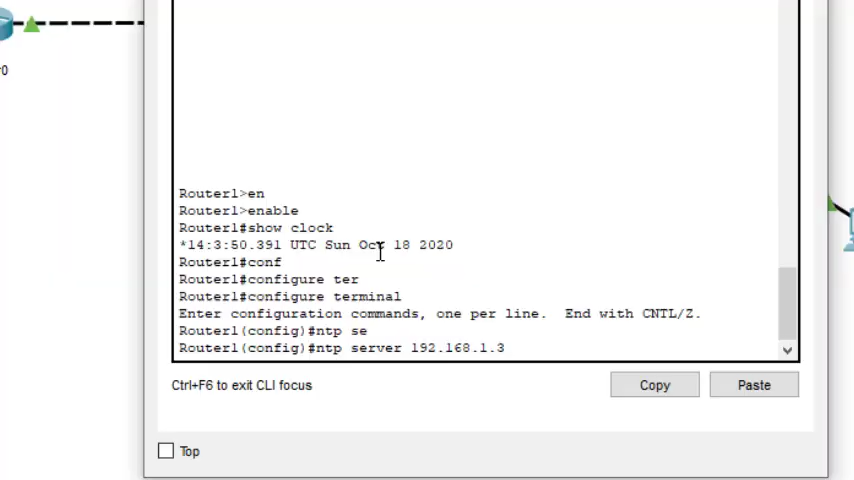 r0
Router1>en
Router1>enable
Router1#show clock
*14:3:50.391 UTC Sun Oct 18 2020
Router1#conf
Router1#configure ter
Router1#configure terminal
Enter configuration commands, one per line.  End with CNTL/Z.
Router1(config)#ntp se
Router1(config)#ntp server 192.168.1.3
Ctrl+F6 to exit CLI focus
Copy
Paste
Top